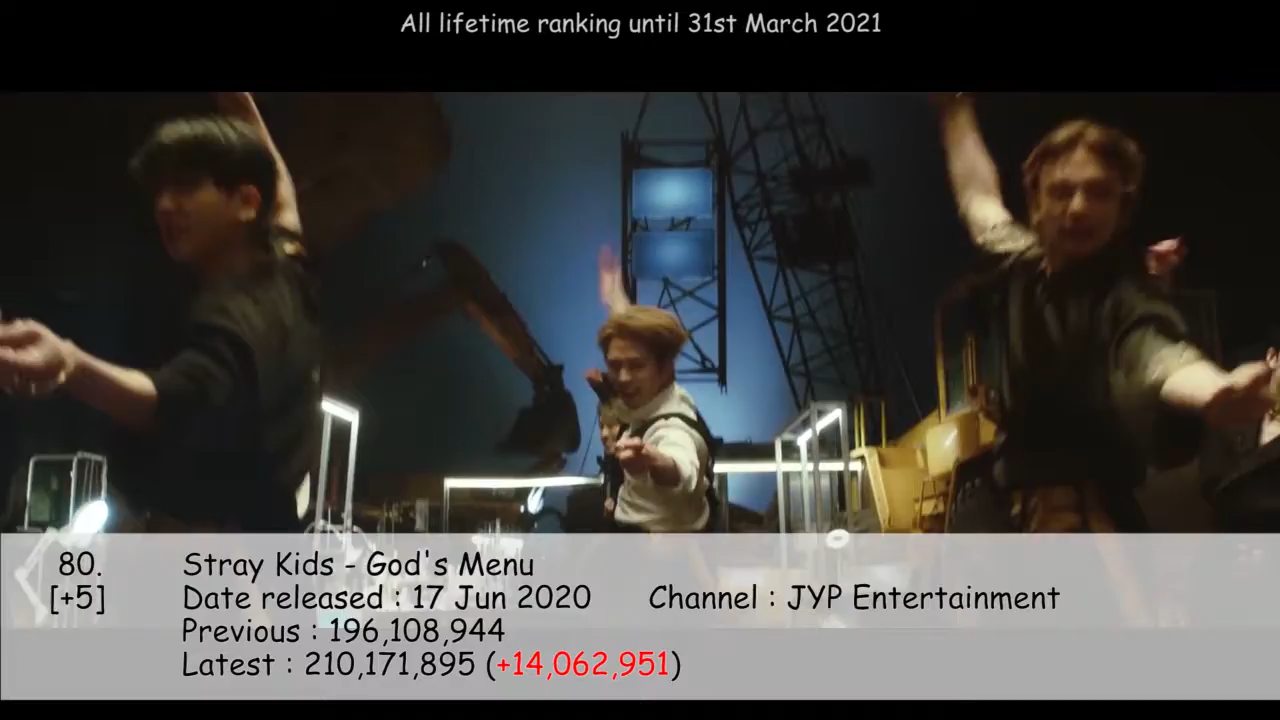 All lifetime ranking until 31st March 2021
80. Stray Kids - God's Menu
[+5] Date released : 17 Jun 2020 Channel : JYP Entertainment
Previous : 196,108,944
Latest : 210,171,895 (+14,062,951)